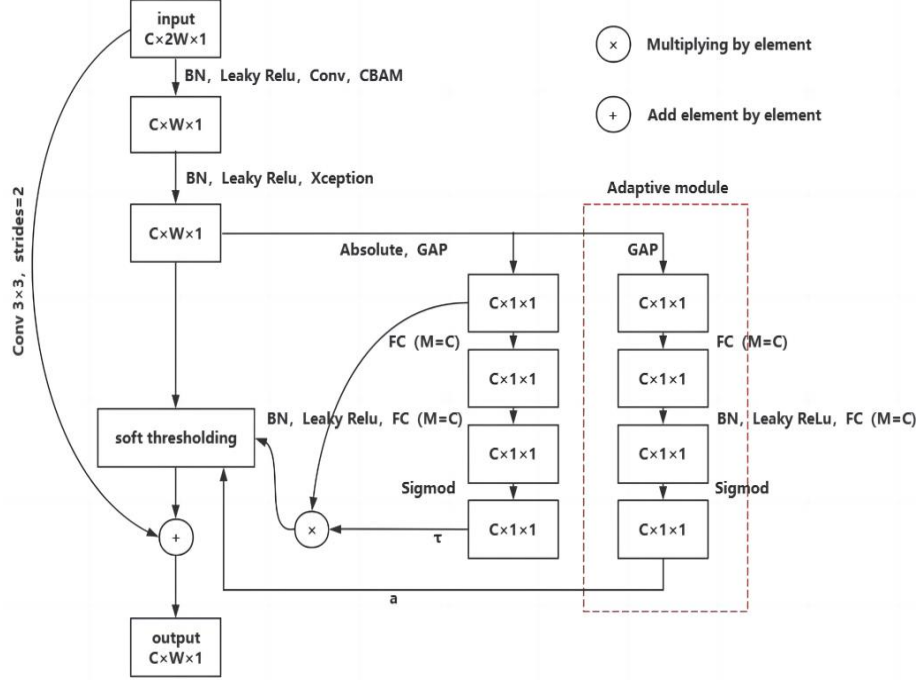 input
C×2W×1
Multiplying by element
BN, Leaky Relu, Conv, CBAM
C×W×1
Add element by element
BN, Leaky Relu, Xception
Adaptive module
Conv 3×3, strides=2
C×W×1
Absolute, GAP
GAP
C×1×1
C×1×1
FC (M=C)
FC (M=C)
C×1×1
C×1×1
soft thresholding
BN, Leaky Relu, FC (M=C)
BN, Leaky ReLu, FC (M=C)
C×1×1
C×1×1
Sigmod
Sigmod
+
×
τ
C×1×1
C×1×1
a
output
C×W×1